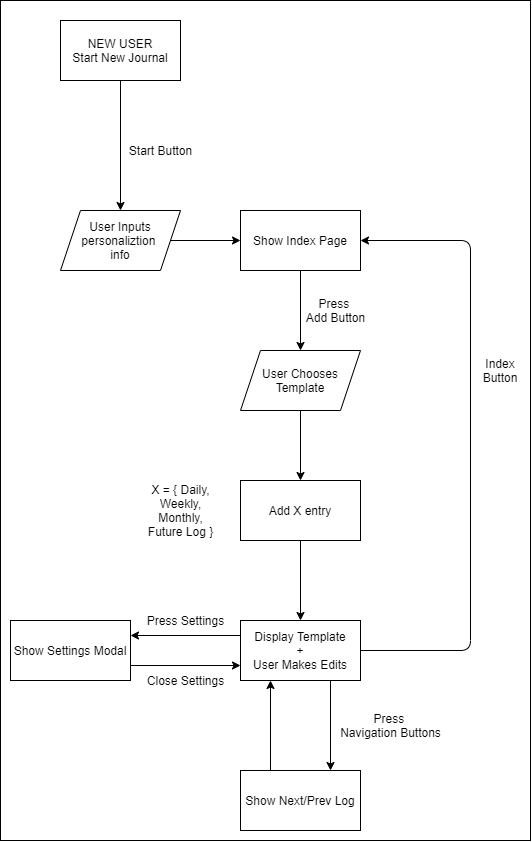 NEW USER
Start New Journal
Start Button
User Inputs
personaliztion
info
Show Index Page
Press
Add Button
Index
Button
User Chooses
Template
X = { Daily,
Weekly,
Monthly,
Future Log }
Add X entry
Press Settings
Show Settings Modal
Close Settings
Display Template
+
User Makes Edits
Press
Navigation Buttons
Show Next/Prev Log